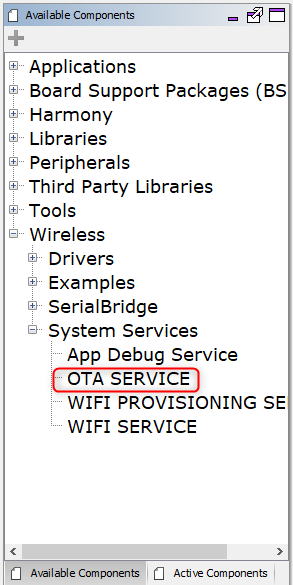 Available Components
Applications
Board Support Packages (BS
Harmony
Libraries
Peripherals
Third Party Libraries
Tools
Wireless
Drivers
Examples
SerialBridge
System Services
App Debug Service
OTA SERVICE
WIFI PROVISIONING SE
WIFI SERVICE
Available Components Active Components